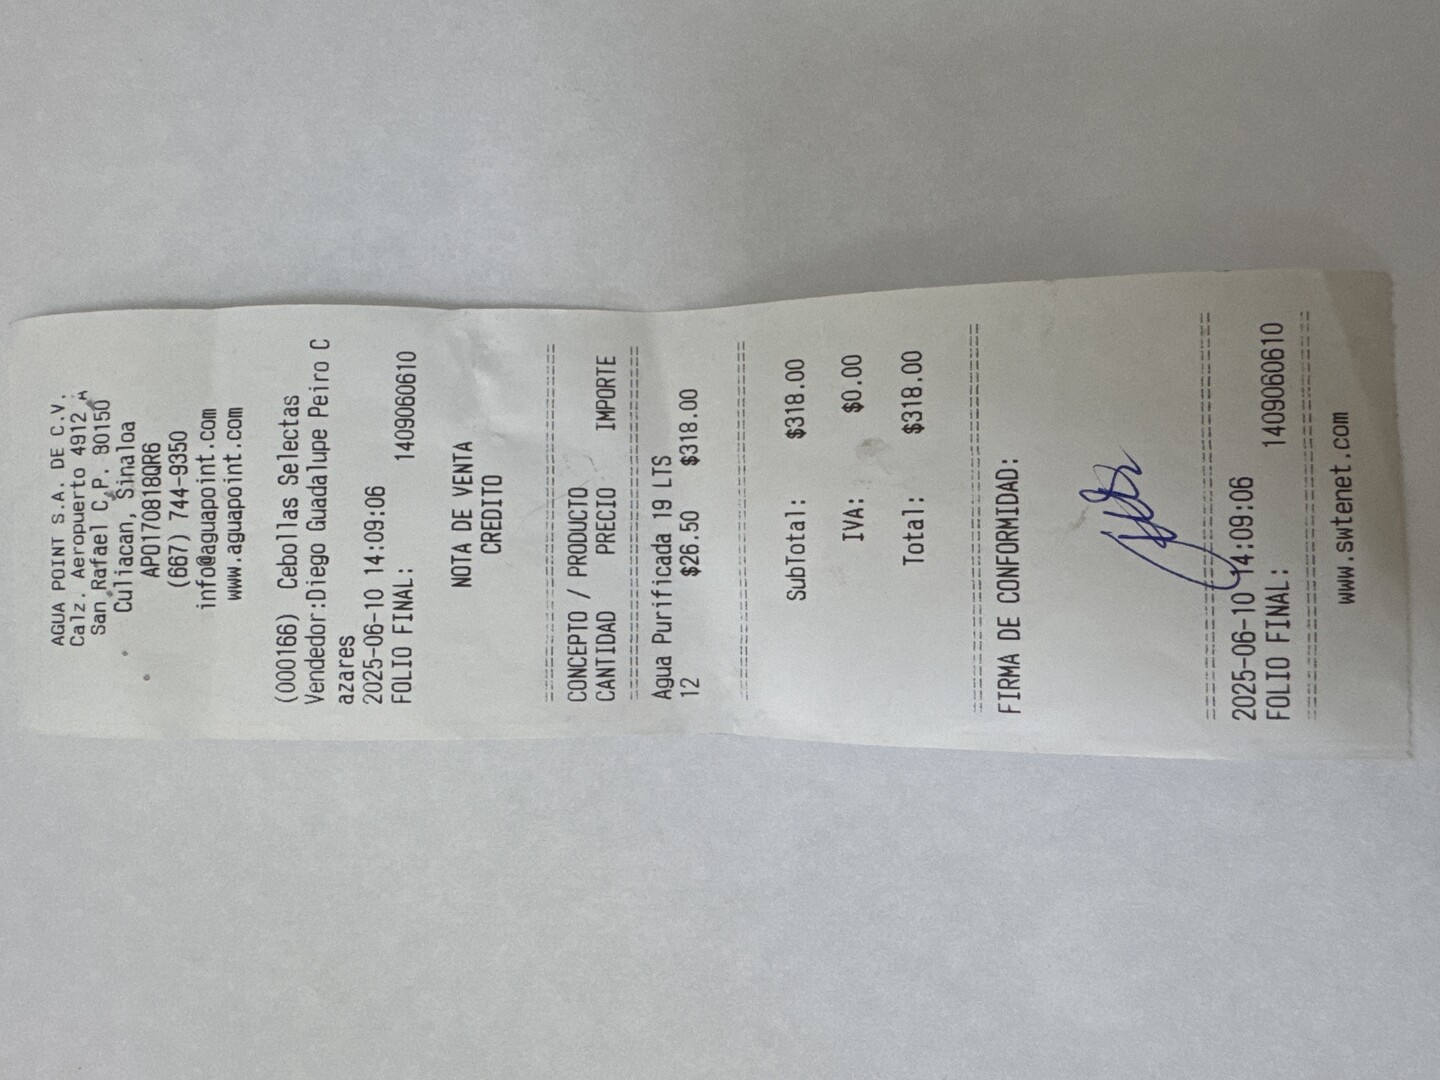 AGUA POINT S.A. DE C.V.
Calz. Aeropuerto 4912 A
San Rafael C.P. 80150
Culiacan, Sinaloa
APO170818QR6
(667) 744-9350
info@aguapoint.com
www.aguapoint.com
(000166) Cebollas Selectas
Vendedor:Diego Guadalupe Peiro C
azares
2025-06-10 14:09:06
FOLIO FINAL: 1409060610
NOTA DE VENTA
CREDITO
CONCEPTO / PRODUCTO
CANTIDAD PRECIO IMPORTE
Agua Purificada 19 LTS
12 $26.50 $318.00
SubTotal: $318.00
IVA: $0.00
Total: $318.00
FIRMA DE CONFORMIDAD:
2025-06-10 14:09:06
FOLIO FINAL: 1409060610
www.swtenet.com